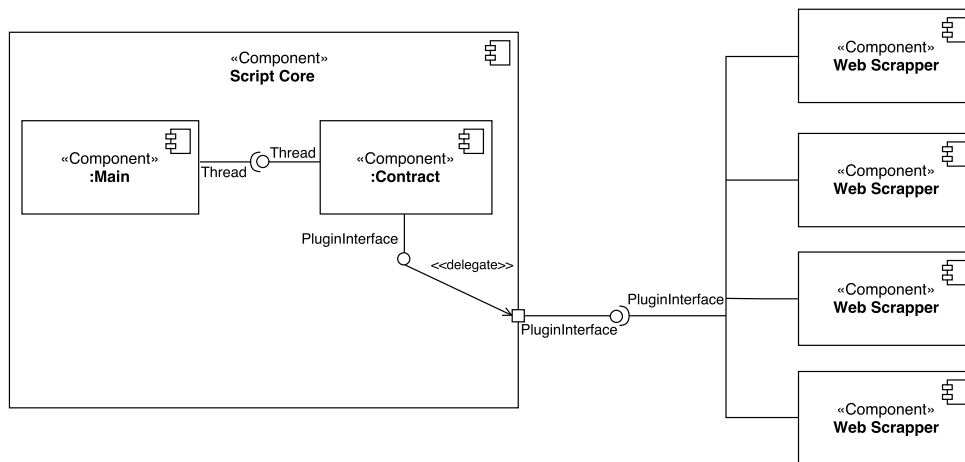 «Component»
Script Core
«Component»
:Main
Thread
Thread
«Component»
:Contract
PluginInterface
<<delegate>>
PluginInterface
PluginInterface
«Component»
Web Scrapper
«Component»
Web Scrapper
«Component»
Web Scrapper
«Component»
Web Scrapper